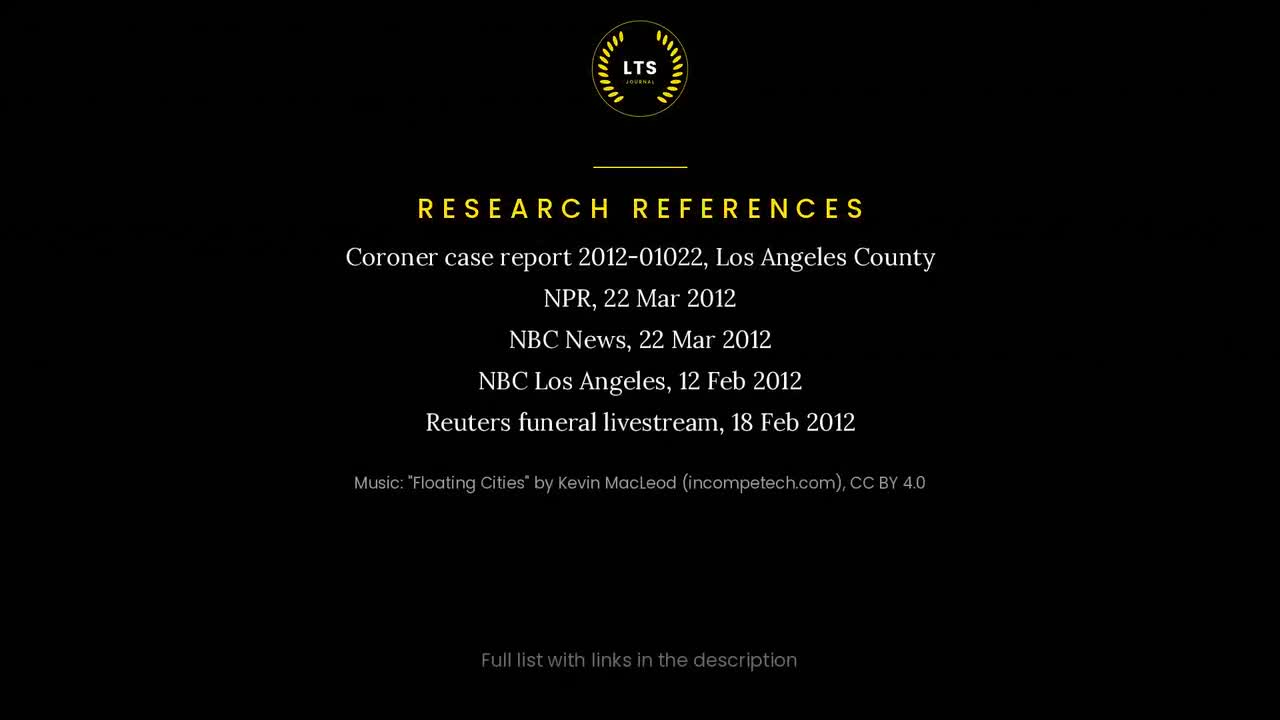 LTS
JOURNAL
RESEARCH REFERENCES
Coroner case report 2012-01022, Los Angeles County
NPR, 22 Mar 2012
NBC News, 22 Mar 2012
NBC Los Angeles, 12 Feb 2012
Reuters funeral livestream, 18 Feb 2012
Music: "Floating Cities" by Kevin MacLeod (incompetech.com), CC BY 4.0
Full list with links in the description